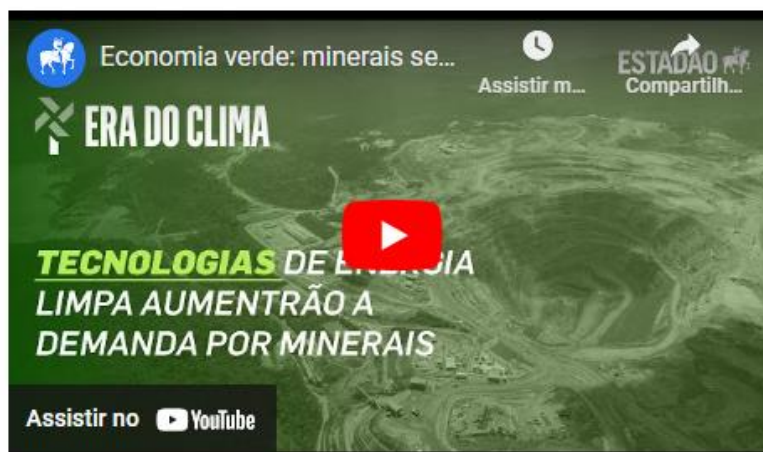 Economia verde: minerais se...
Assistir m...
ESTADÃO
Compartilh...
ERA DO CLIMA
TECNOLOGIAS DE ENERGIA
LIMPA AUMENTRÃO A
DEMANDA POR MINERAIS
Assistir no YouTube